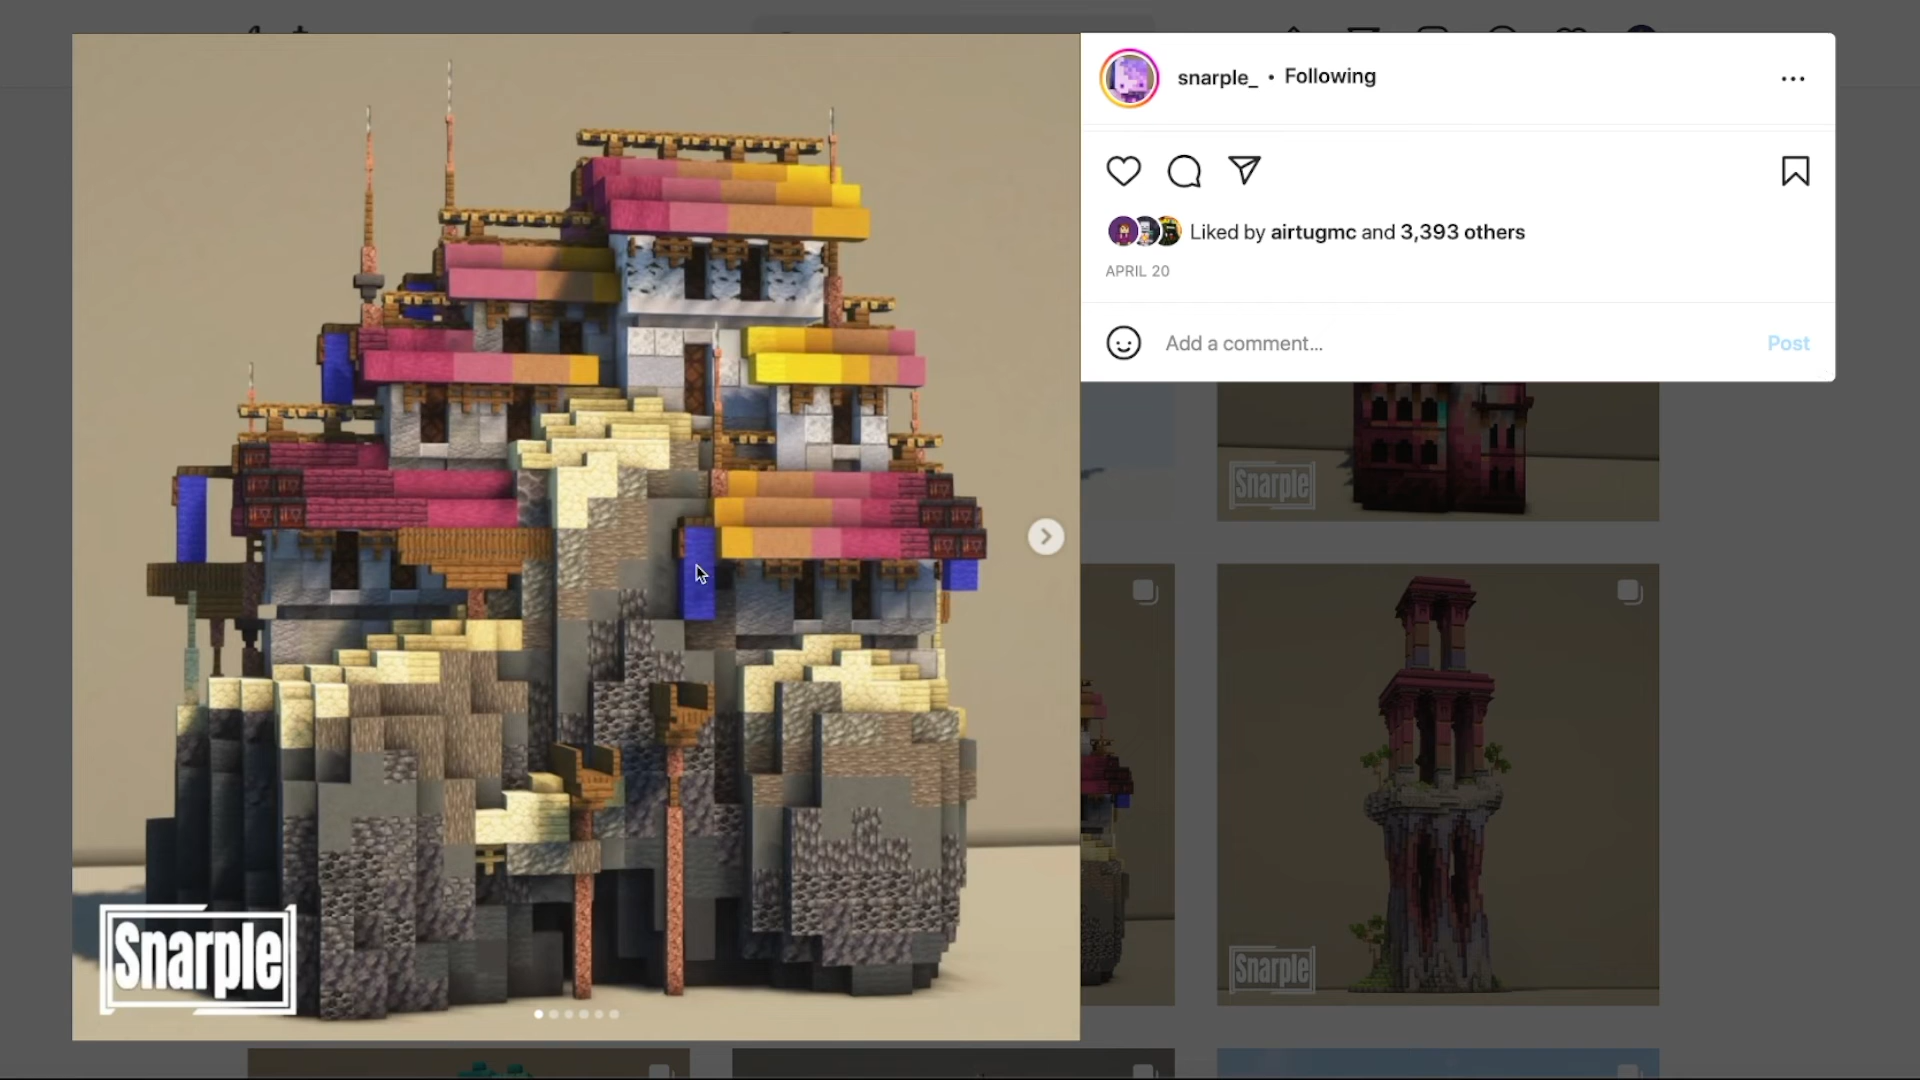 snarple_ • Following
Liked by airtugmc and 3,393 others
APRIL 20
Add a comment...
Post
Snarple
Snarple
Snarple